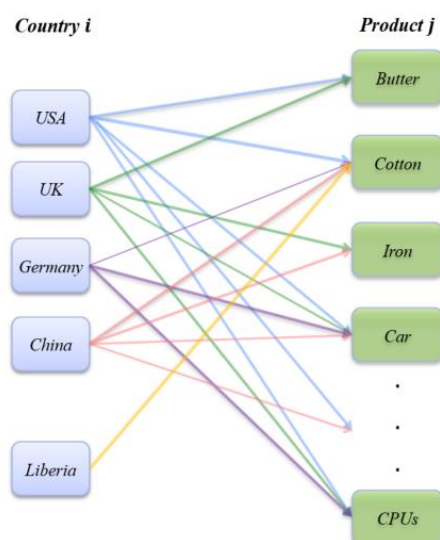 Country i
Product j
USA
UK
Germany
China
Liberia
Butter
Cotton
Iron
Car
.
.
.
CPUs